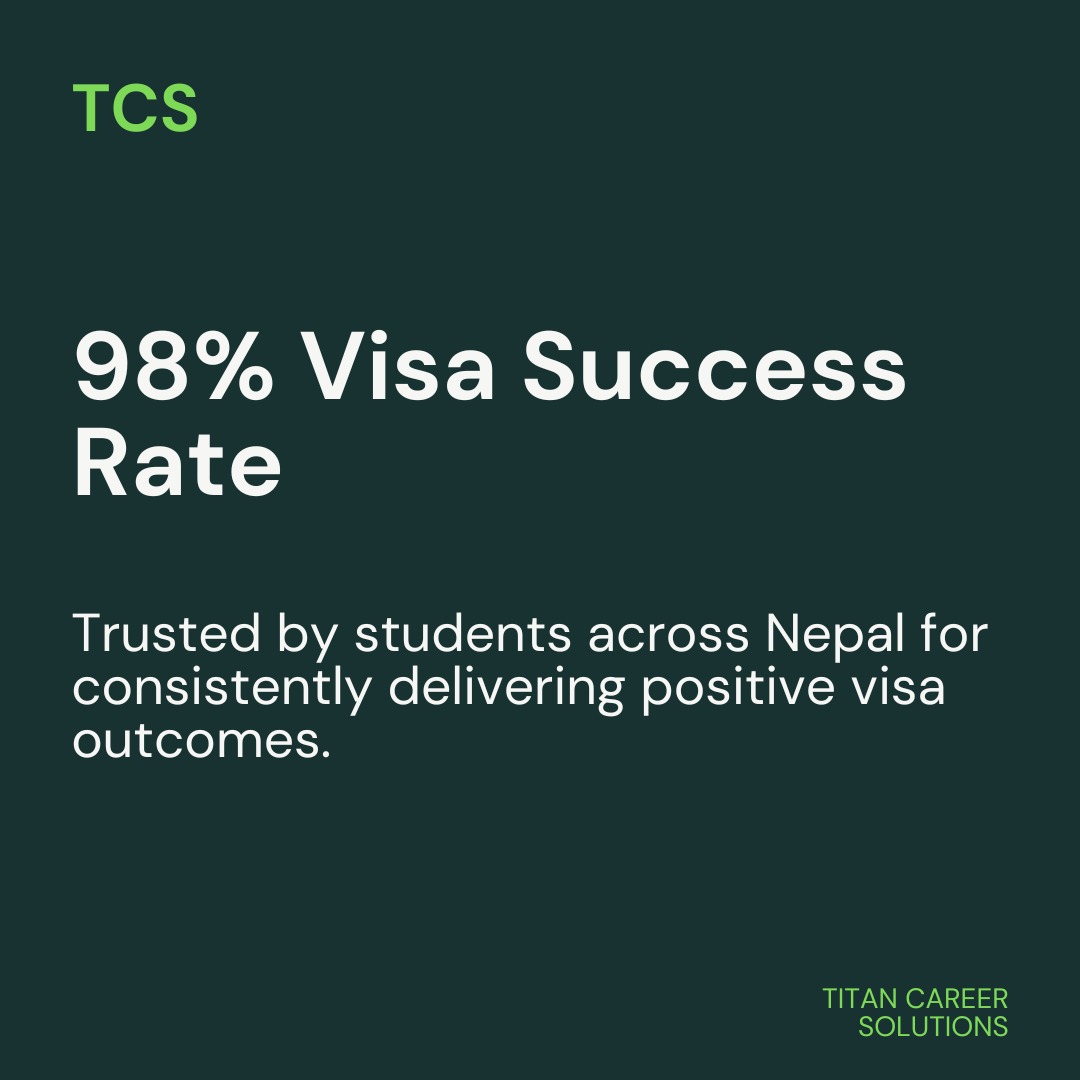 TCS
98% Visa Success
Rate
Trusted by students across Nepal for
consistently delivering positive visa
outcomes.
TITAN CAREER
SOLUTIONS